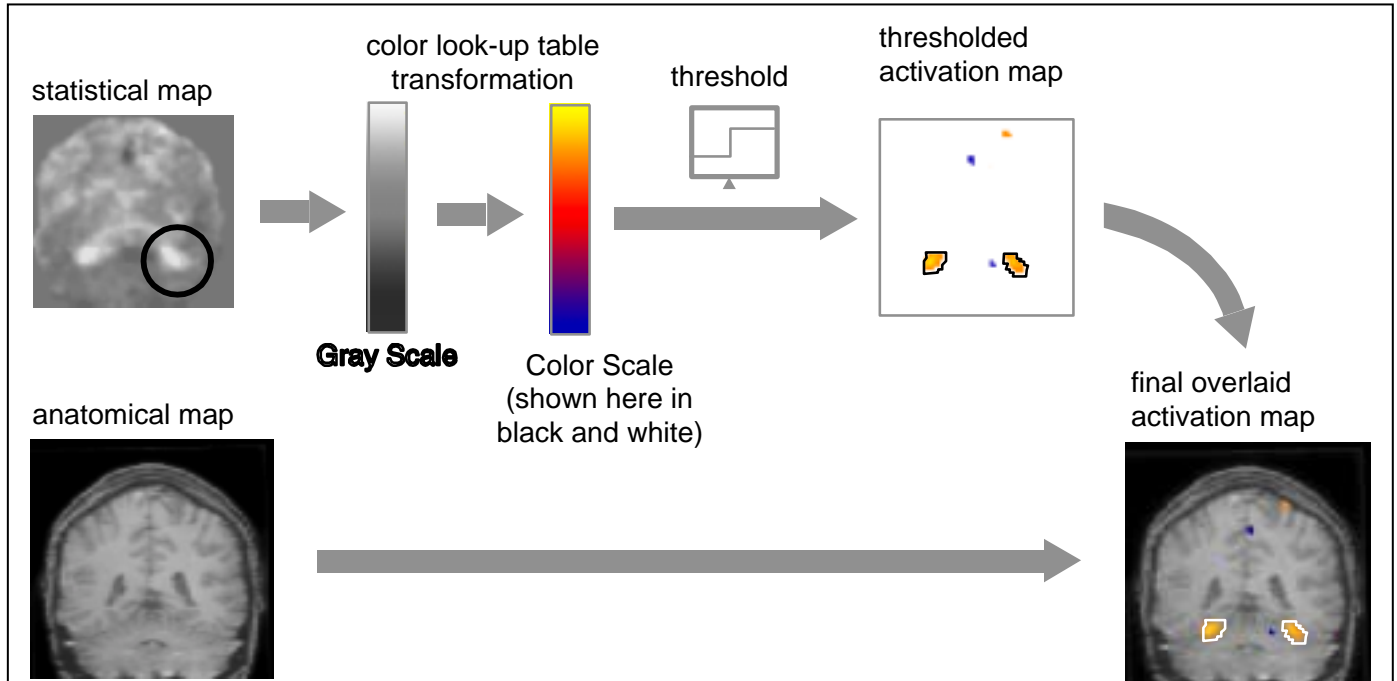 color look-up table
transformation
threshold
thresholded
activation map
statistical map
Gray Scale
Color Scale
(shown here in
black and white)
anatomical map
final overlaid
activation map